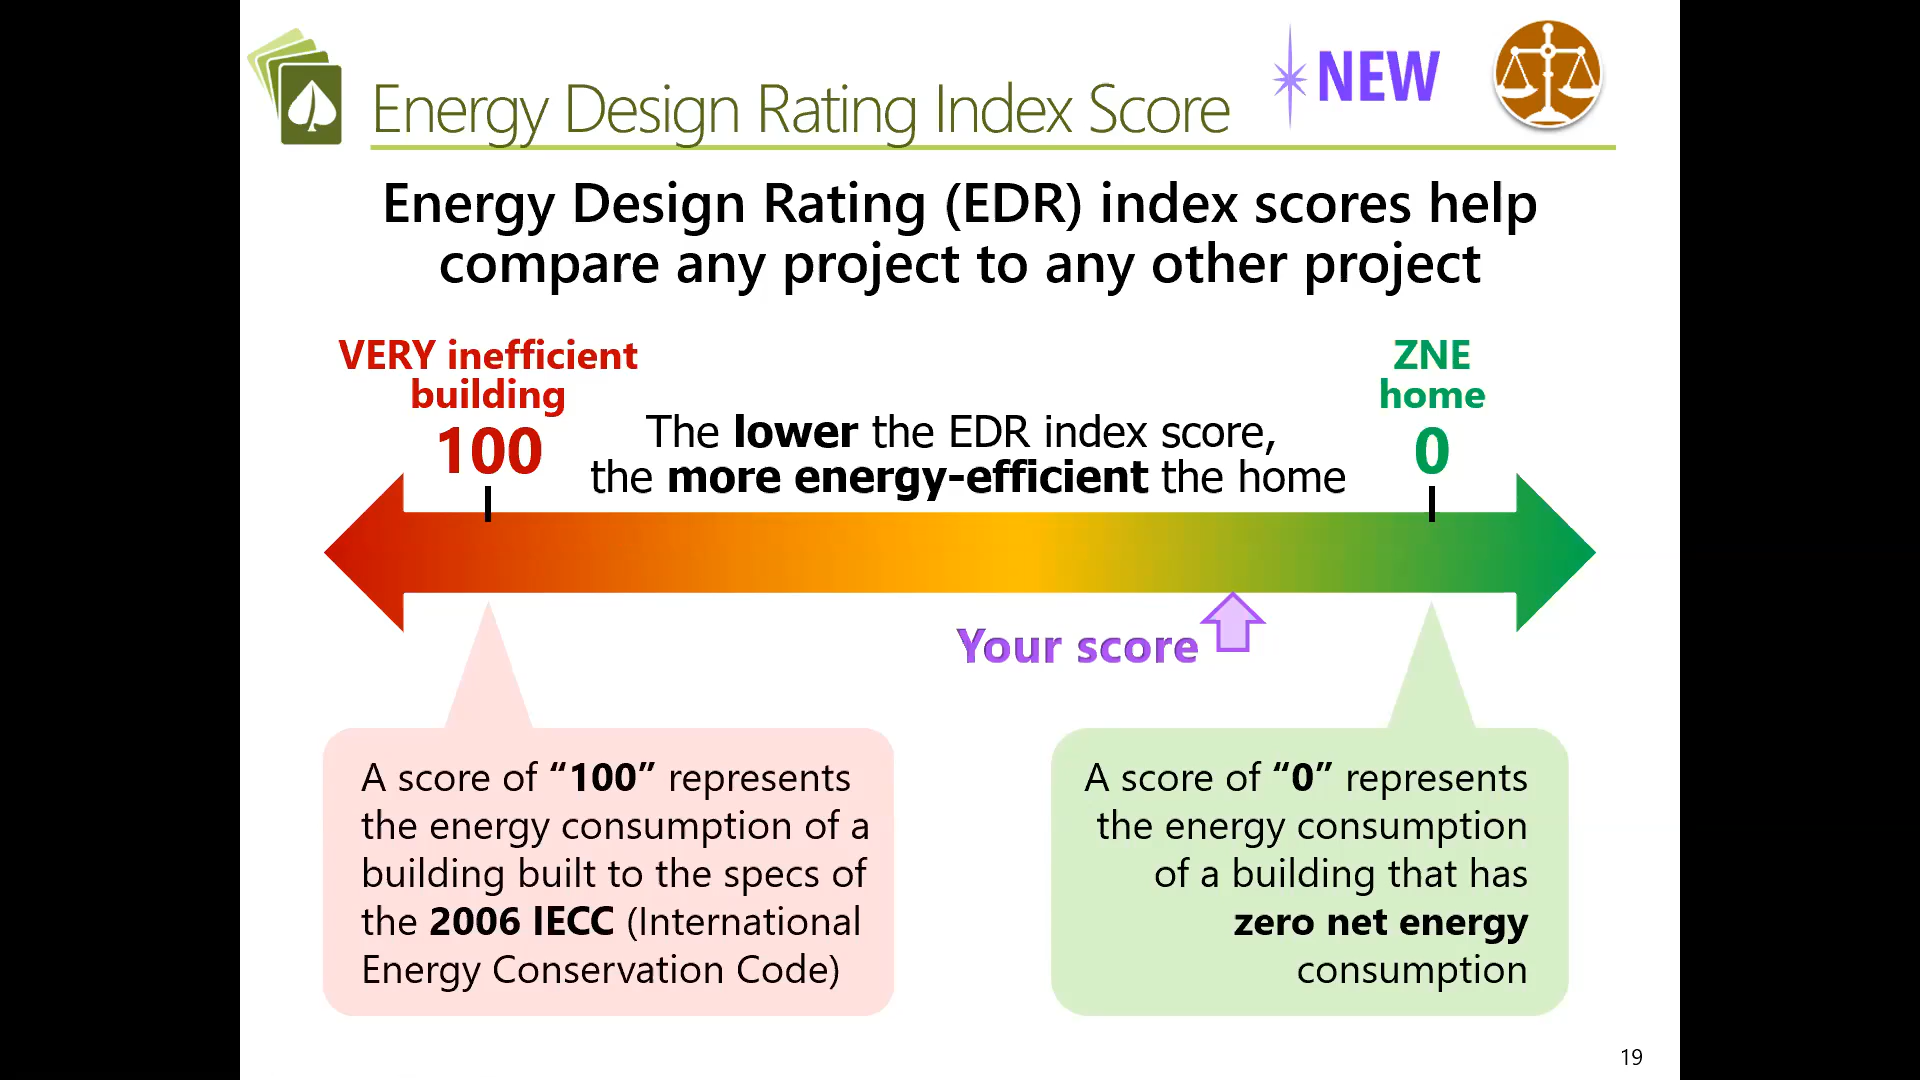 Energy Design Rating Index Score
NEW
Energy Design Rating (EDR) index scores help
compare any project to any other project
VERY inefficient
building
100
The lower the EDR index score,
the more energy-efficient the home
ZNE
home
0
Your score
A score of “100” represents
the energy consumption of a
building built to the specs of
the 2006 IECC (International
Energy Conservation Code)
A score of “0” represents
the energy consumption
of a building that has
zero net energy
consumption
19